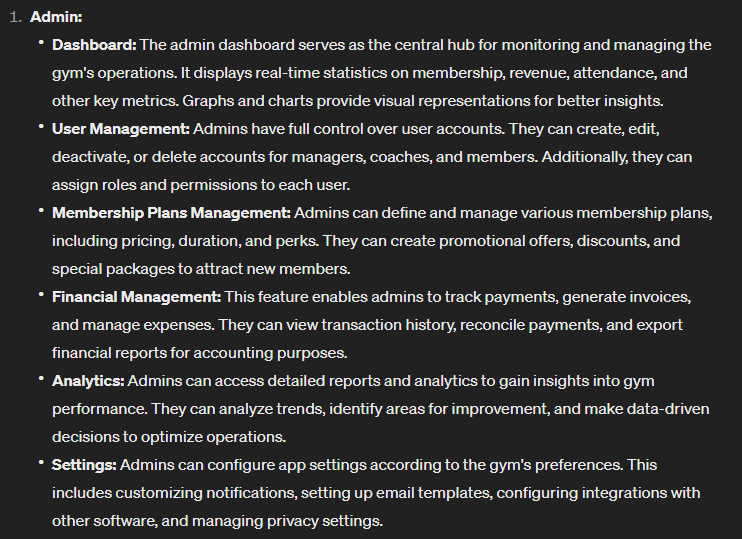 1. Admin:
• Dashboard: The admin dashboard serves as the central hub for monitoring and managing the
gym's operations. It displays real-time statistics on membership, revenue, attendance, and
other key metrics. Graphs and charts provide visual representations for better insights.
• User Management: Admins have full control over user accounts. They can create, edit,
deactivate, or delete accounts for managers, coaches, and members. Additionally, they can
assign roles and permissions to each user.
• Membership Plans Management: Admins can define and manage various membership plans,
including pricing, duration, and perks. They can create promotional offers, discounts, and
special packages to attract new members.
• Financial Management: This feature enables admins to track payments, generate invoices,
and manage expenses. They can view transaction history, reconcile payments, and export
financial reports for accounting purposes.
• Analytics: Admins can access detailed reports and analytics to gain insights into gym
performance. They can analyze trends, identify areas for improvement, and make data-driven
decisions to optimize operations.
• Settings: Admins can configure app settings according to the gym's preferences. This
includes customizing notifications, setting up email templates, configuring integrations with
other software, and managing privacy settings.